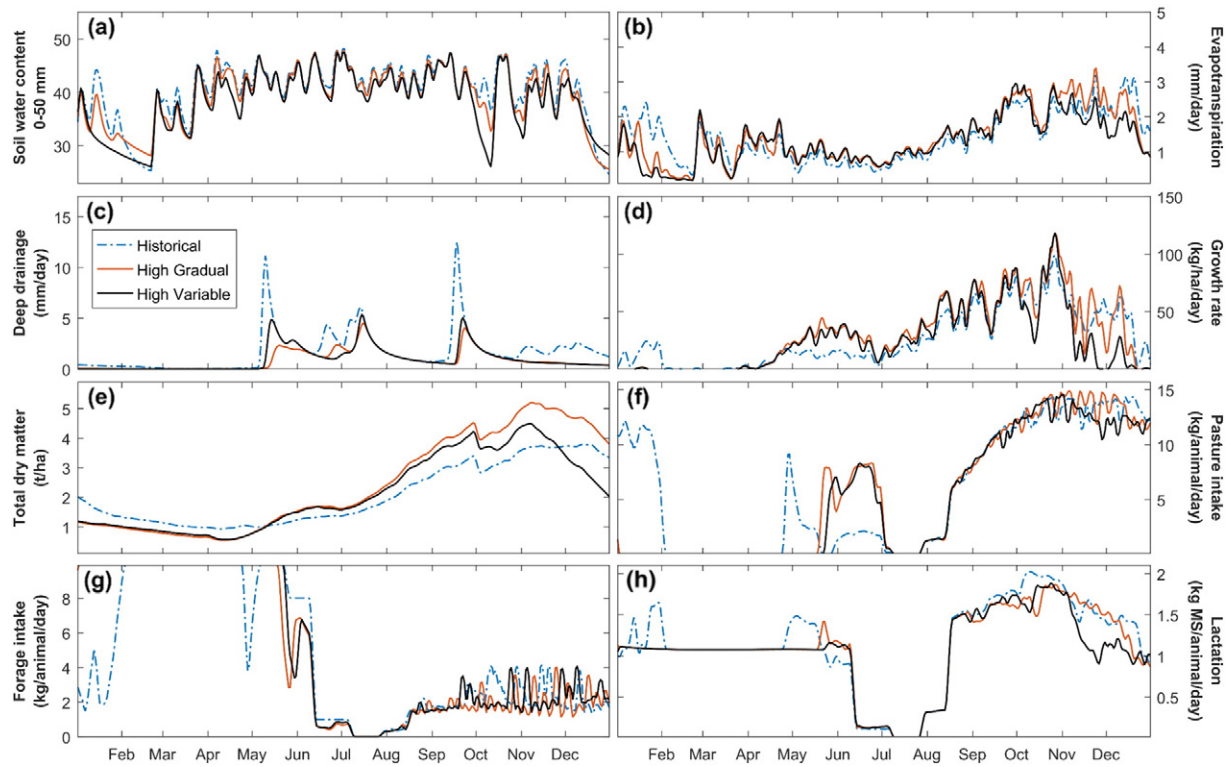 (a)
50
40
30
Soil water content
0-50 mm
(b)
5
4
3
2
1
Evapotranspiration
(mm/day)
(c)
15
10
5
0
Deep drainage
(mm/day)
Historical
High Gradual
High Variable
(d)
150
100
50
0
Growth rate
(kg/ha/day)
(e)
5
4
3
2
1
Total dry matter
(t/ha)
(f)
15
10
5
Pasture intake
(kg/animal/day)
(g)
8
6
4
2
0
Forage intake
(kg/animal/day)
Feb Mar Apr May Jun Jul Aug Sep Oct Nov Dec
(h)
2
1.5
1
0.5
Lactation
(kg MS/animal/day)
Feb Mar Apr May Jun Jul Aug Sep Oct Nov Dec